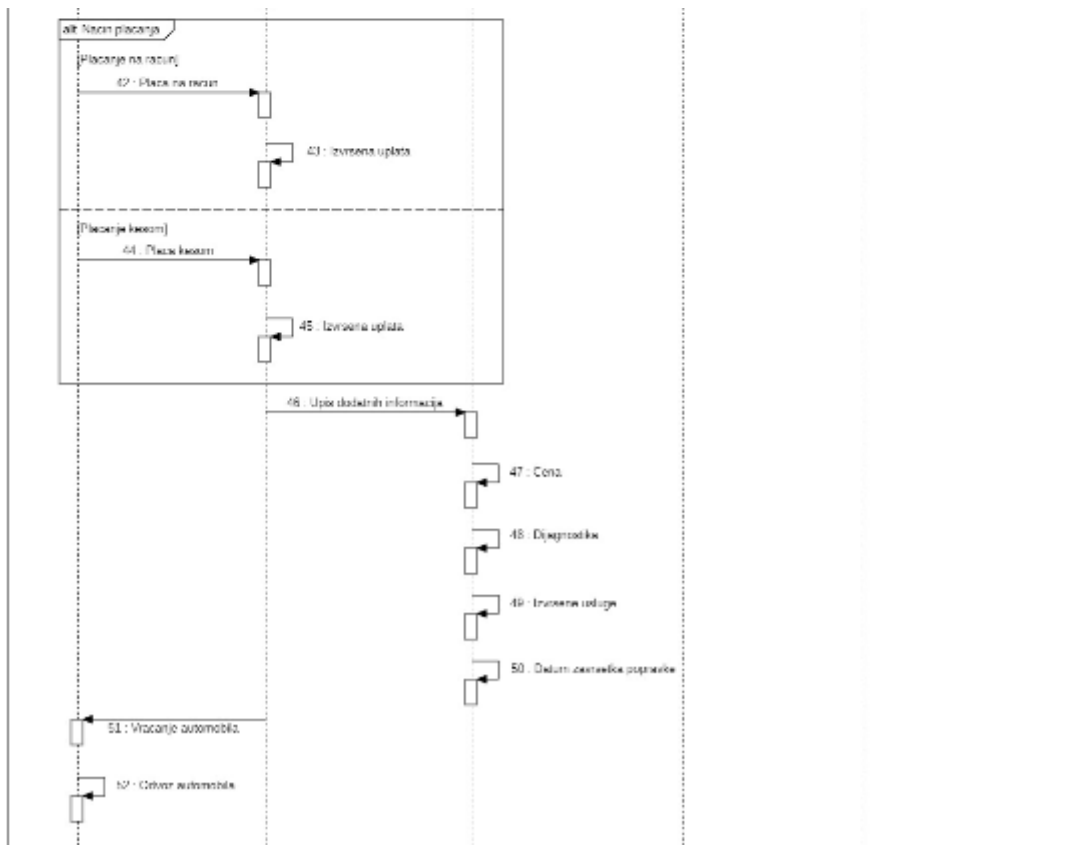 alt: Nacin placanja
[Placanje na racun]
42 : Placa na racun
43 : Izvrsena uplata
[Placanje kesom]
44 : Placa kesom
45 : Izvrsena uplata
46 : Upis dodatnih informacija
47 : Cena
48 : Dijagnostika
49 : Izvrsene usluge
50 : Datum zavrsetka popravke
51 : Vracanje automobila
52 : Odvoz automobila